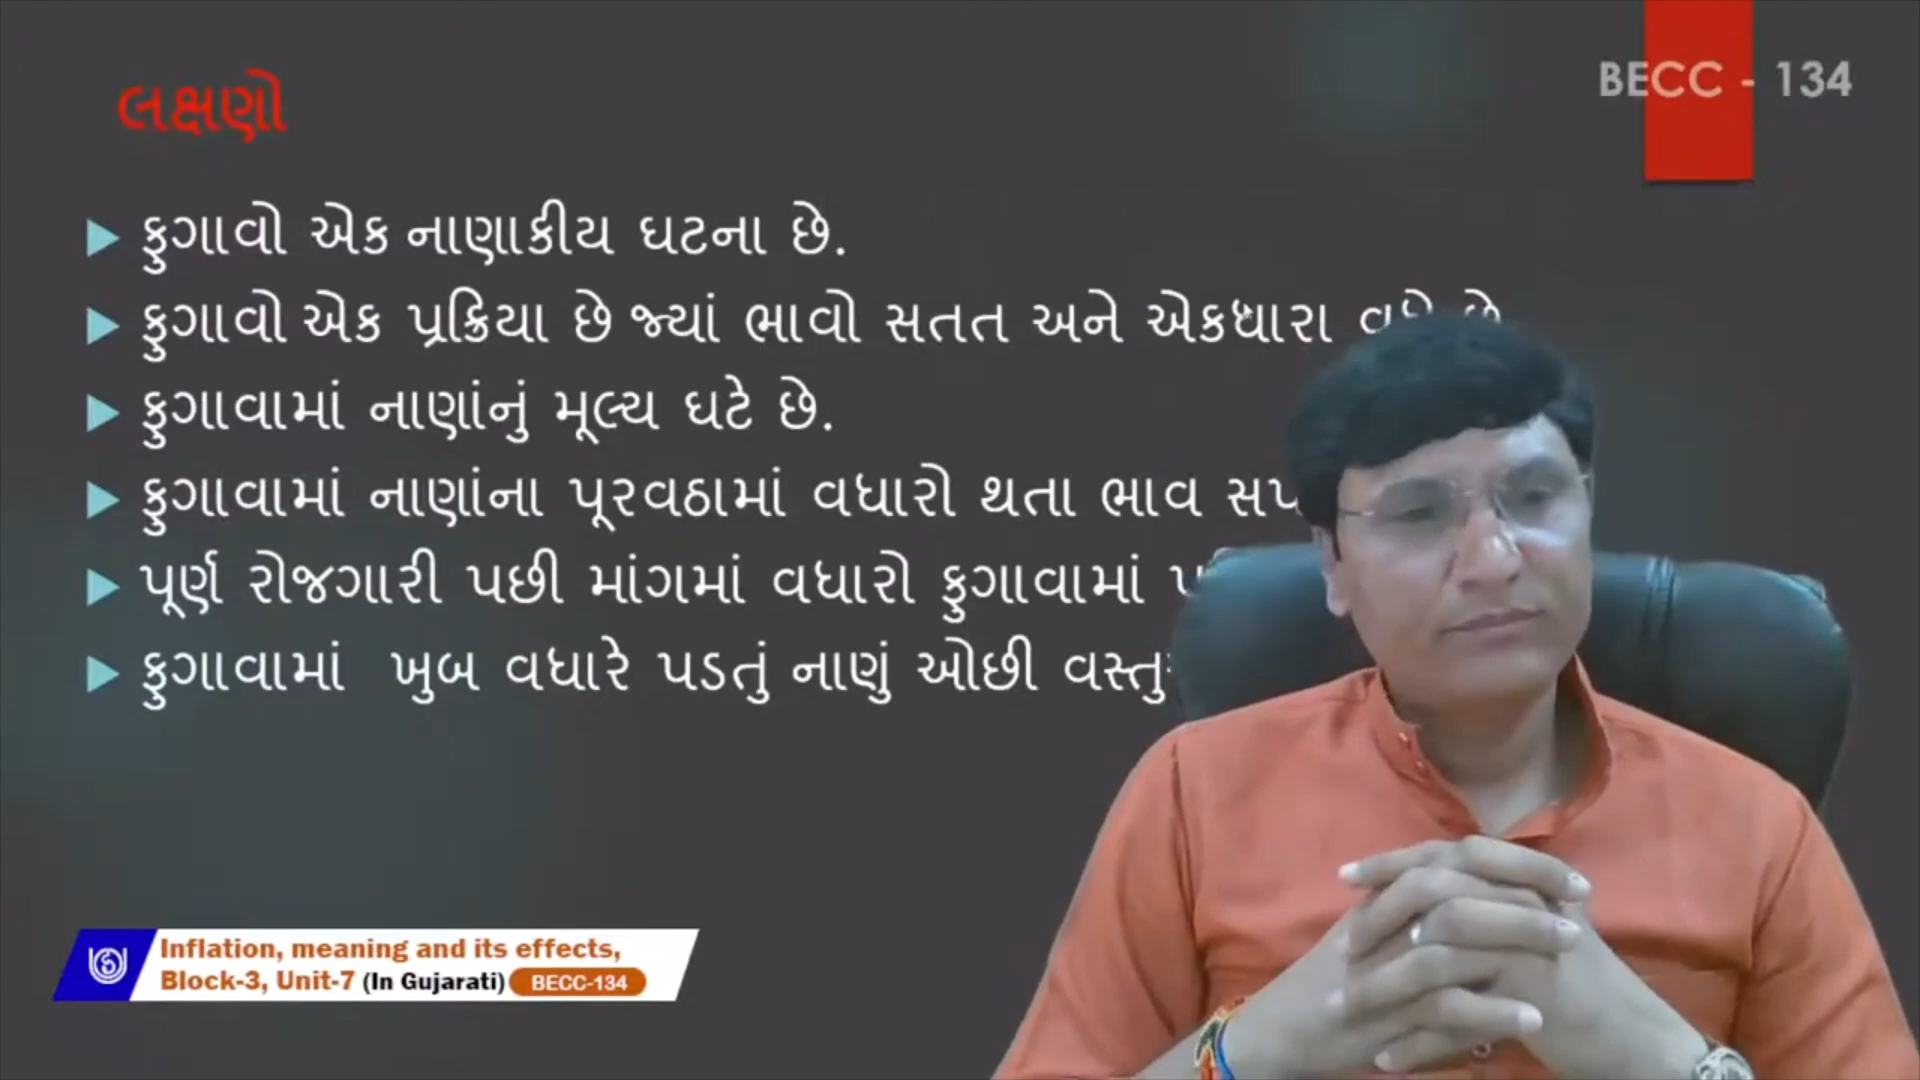 BECC - 134
લક્ષણો
ફુગાવો એક નાણાકીય ઘટના છે.
ફુગાવો એક પ્રક્રિયા છે જ્યાં ભાવો સતત અને એકધારા વધે છે
ફુગાવામાં નાણાંનું મૂલ્ય ઘટે છે.
ફુગાવામાં નાણાંના પૂરવઠામાં વધારો થતા ભાવ
પૂર્ણ રોજગારી પછી માંગમાં વધારો ફુગાવામાં
ફુગાવામાં ખુબ વધારે પડતું નાણું ઓછી
Inflation, meaning and its effects,
Block-3, Unit-7 (In Gujarati) BECC-134